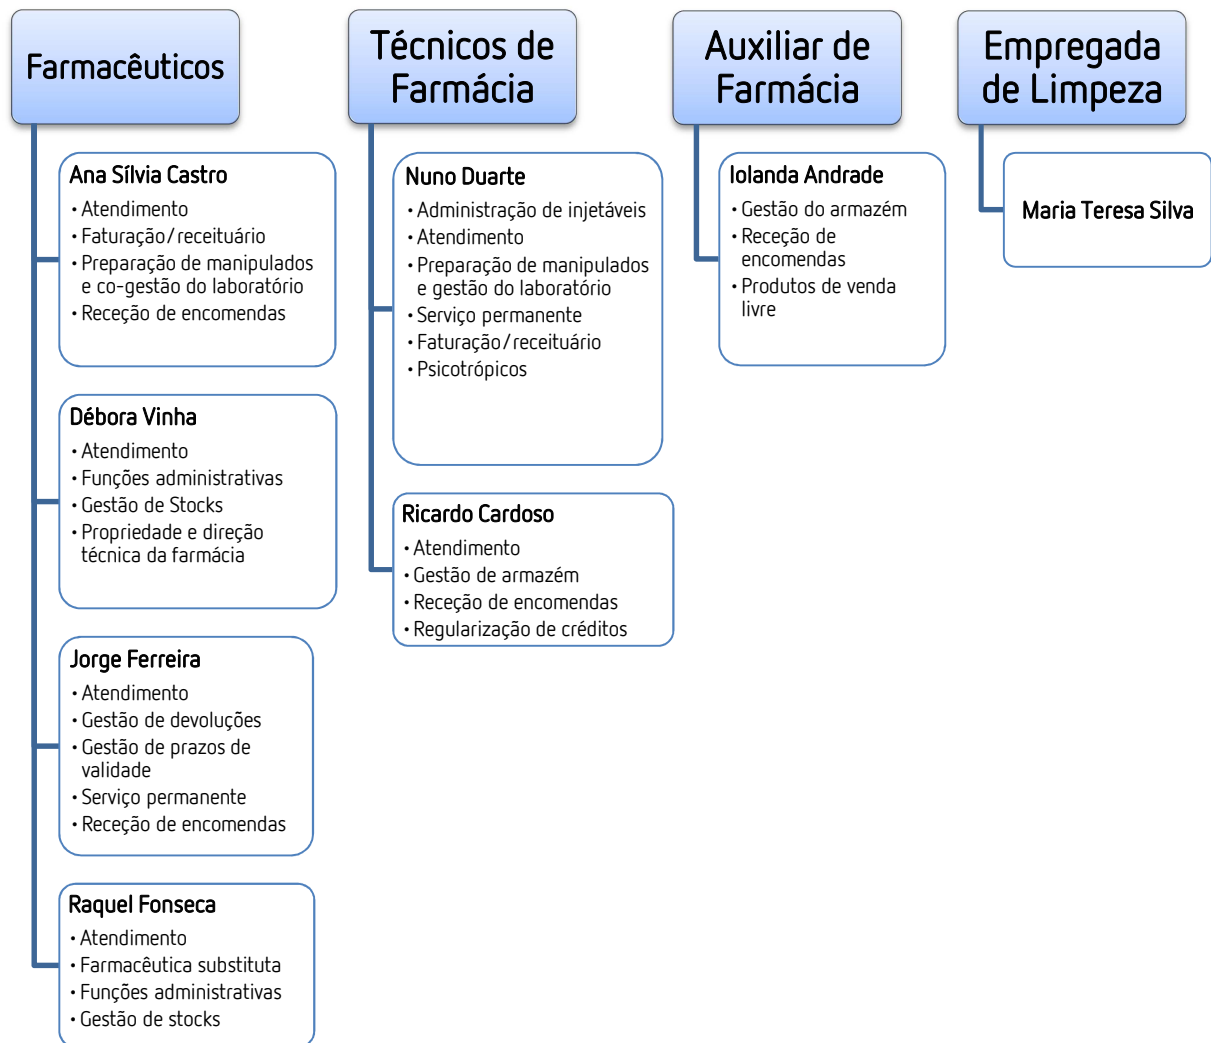 Farmacêuticos
Ana Sílvia Castro
• Atendimento
• Faturação/receituário
• Preparação de manipulados
e co-gestão do laboratório
• Receção de encomendas
Débora Vinha
• Atendimento
• Funções administrativas
• Gestão de Stocks
• Propriedade e direção
técnica da farmácia
Jorge Ferreira
• Atendimento
• Gestão de devoluções
• Gestão de prazos de
validade
• Serviço permanente
• Receção de encomendas
Raquel Fonseca
• Atendimento
• Farmacêutica substituta
• Funções administrativas
• Gestão de stocks
Técnicos de
Farmácia
Nuno Duarte
• Administração de injetáveis
• Atendimento
• Preparação de manipulados
e gestão do laboratório
• Serviço permanente
• Faturação/receituário
• Psicotrópicos
Ricardo Cardoso
• Atendimento
• Gestão de armazém
• Receção de encomendas
• Regularização de créditos
Auxiliar de
Farmácia
Iolanda Andrade
• Gestão do armazém
• Receção de
encomendas
• Produtos de venda
livre
Empregada
de Limpeza
Maria Teresa Silva